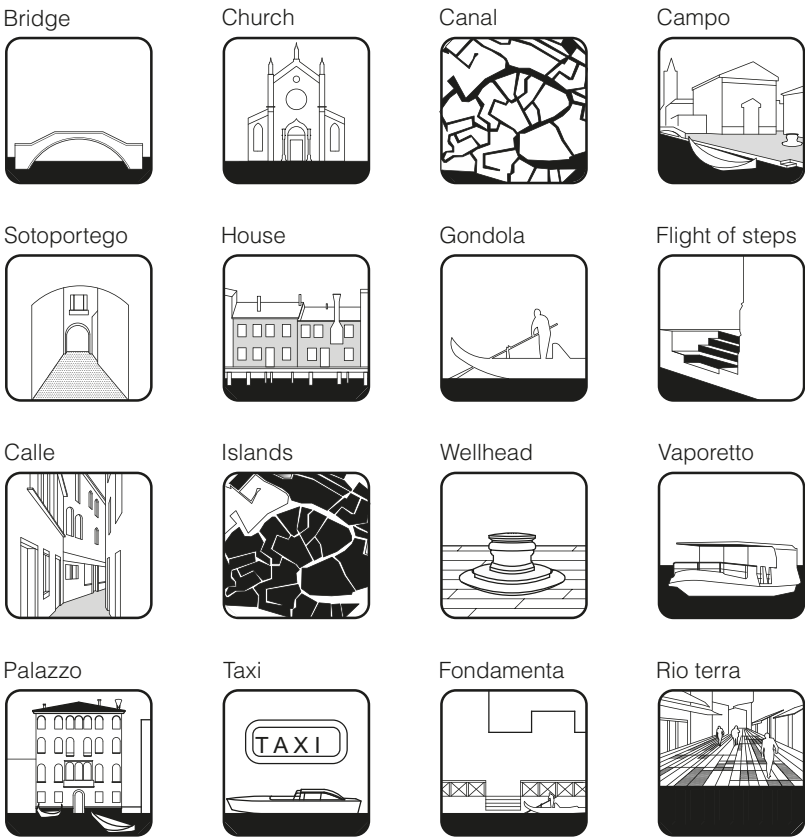 Bridge
Church
Canal
Campo
Sotoportego
House
Gondola
Flight of steps
Calle
Islands
Wellhead
Vaporetto
Palazzo
Taxi
Fondamenta
Rio terra
TAXI